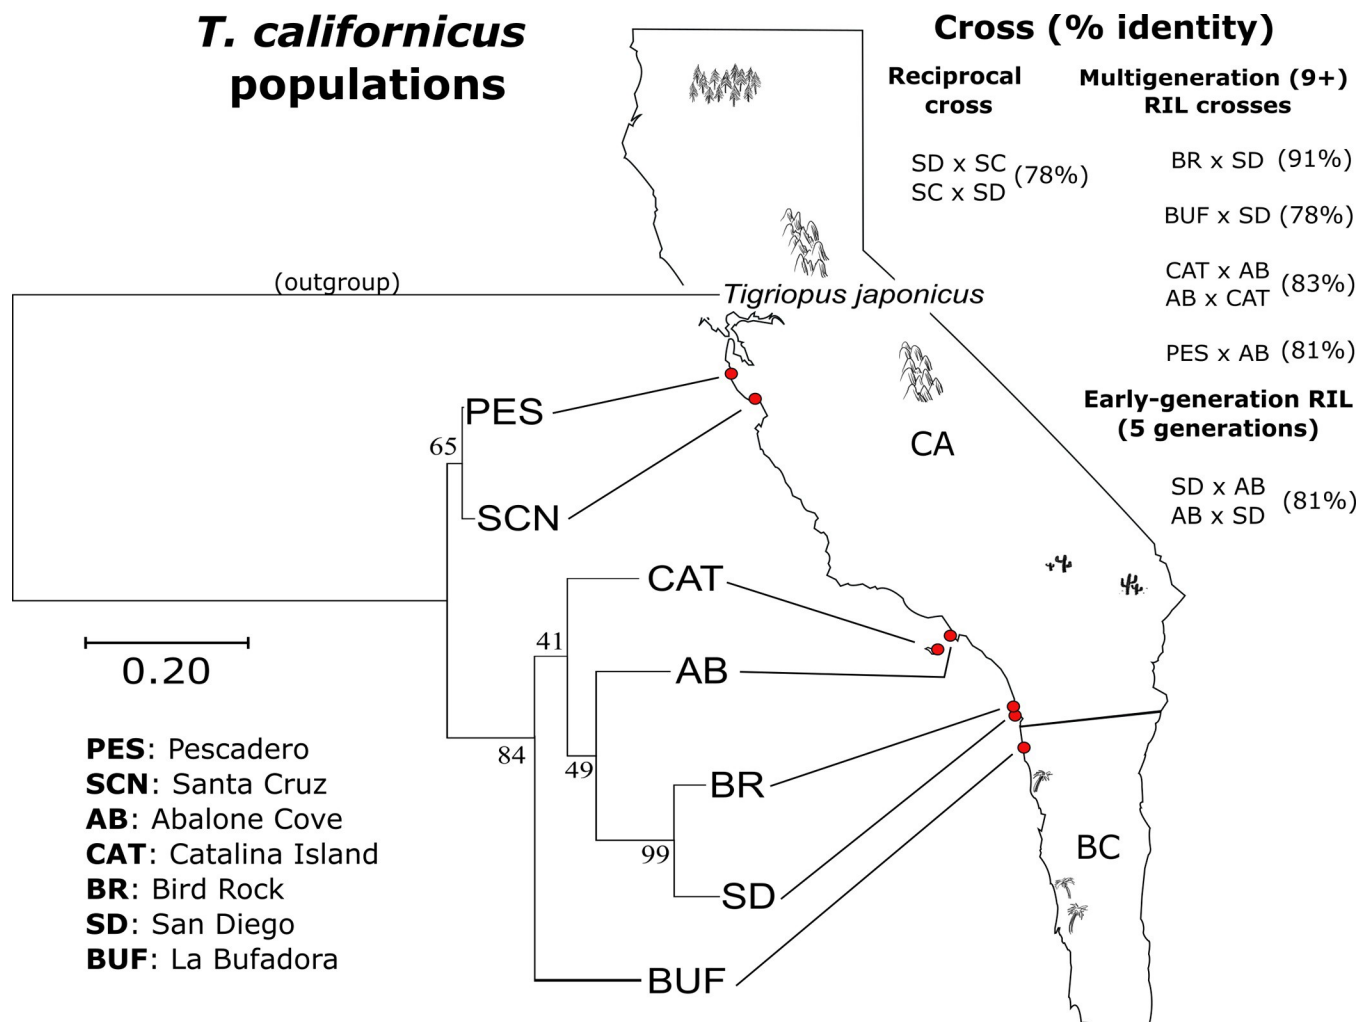 T. californicus
populations
Cross (% identity)
Reciprocal
cross
SD x SC
SC x SD
(78%)
Multigeneration (9+)
RIL crosses
BR x SD (91%)
BUF x SD (78%)
CAT x AB
AB x CAT
(83%)
PES x AB (81%)
Early-generation RIL
(5 generations)
SD x AB
AB x SD
(81%)
(outgroup)
Tigriopus japonicus
PES
65
SCN
CA
CAT
41
AB
84
49
BR
99
SD
BUF
BC
0.20
PES: Pescadero
SCN: Santa Cruz
AB: Abalone Cove
CAT: Catalina Island
BR: Bird Rock
SD: San Diego
BUF: La Bufadora